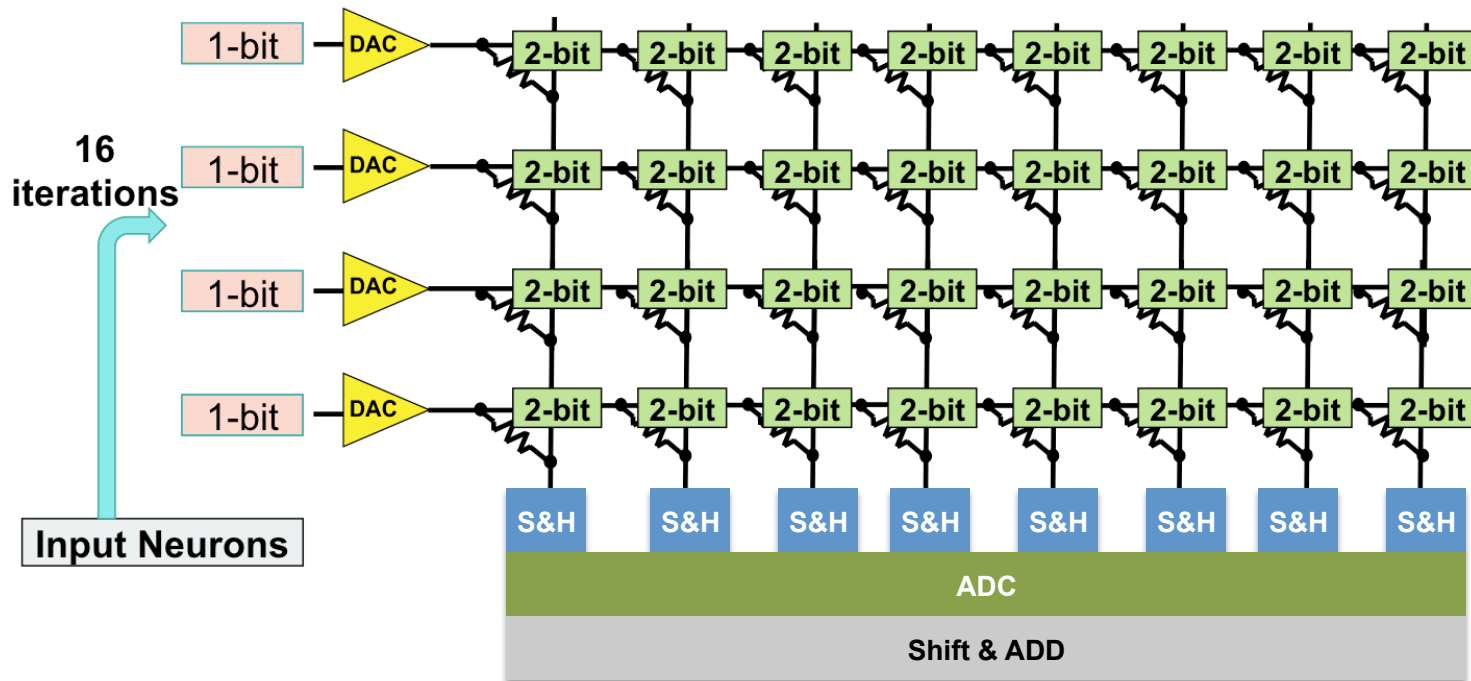 1-bit DAC 2-bit 2-bit 2-bit 2-bit 2-bit 2-bit 2-bit 2-bit
16
iterations
1-bit DAC 2-bit 2-bit 2-bit 2-bit 2-bit 2-bit 2-bit 2-bit
1-bit DAC 2-bit 2-bit 2-bit 2-bit 2-bit 2-bit 2-bit 2-bit
1-bit DAC 2-bit 2-bit 2-bit 2-bit 2-bit 2-bit 2-bit 2-bit
Input Neurons
S&H S&H S&H S&H S&H S&H S&H S&H
ADC
Shift & ADD